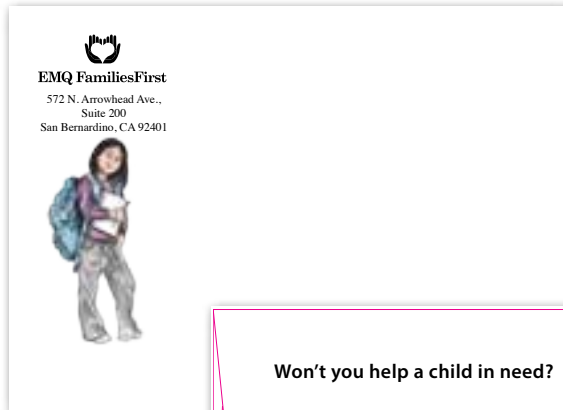 EMQ FamiliesFirst
572 N. Arrowhead Ave.,
Suite 200
San Bernardino, CA 92401
Won’t you help a child in need?